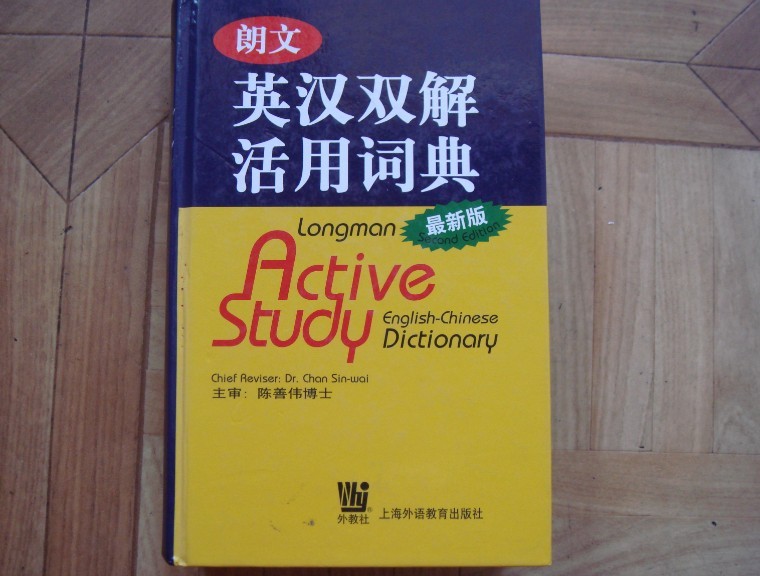 朗文
英汉双解
活用词典
Longman
最新版
Second Edition
Active
Study
English-Chinese
Dictionary
Chief Reviser: Dr. Chan Sin-wai
主审：陈善伟博士
Whj
外教社
上海外语教育出版社